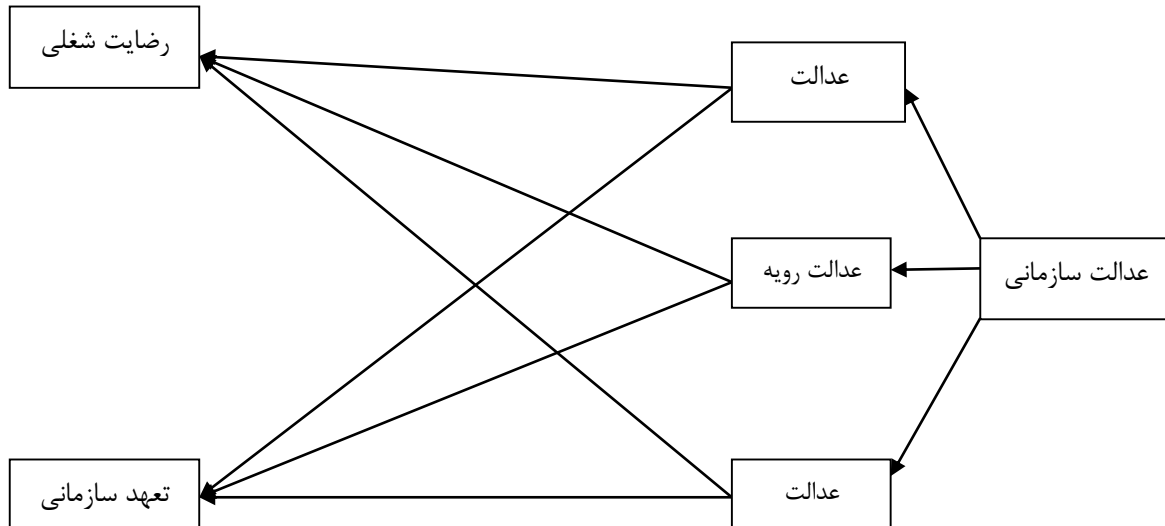 رضایت شغلی
عدالت
عدالت رویه
عدالت سازمانی
تعهد سازمانی
عدالت